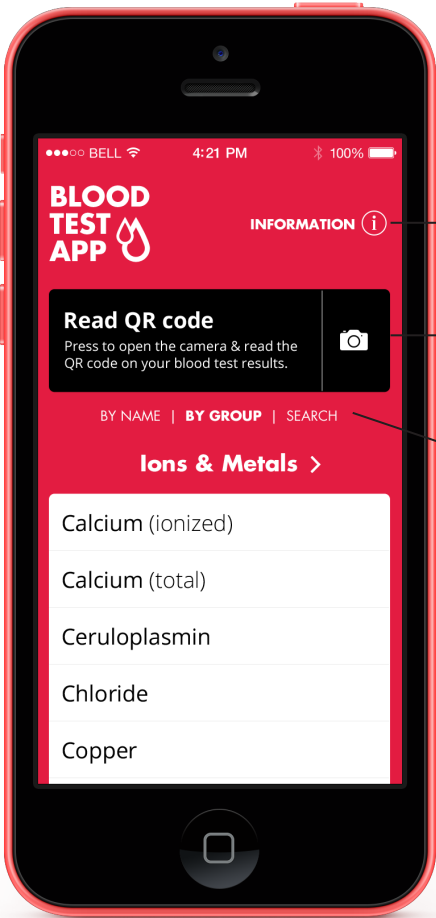 BELL 4:21 PM 100%
BLOOD
TEST
APP
INFORMATION i
Read QR code
Press to open the camera & read the
QR code on your blood test results.
BY NAME | BY GROUP | SEARCH
Ions & Metals >
Calcium (ionized)
Calcium (total)
Ceruloplasmin
Chloride
Copper